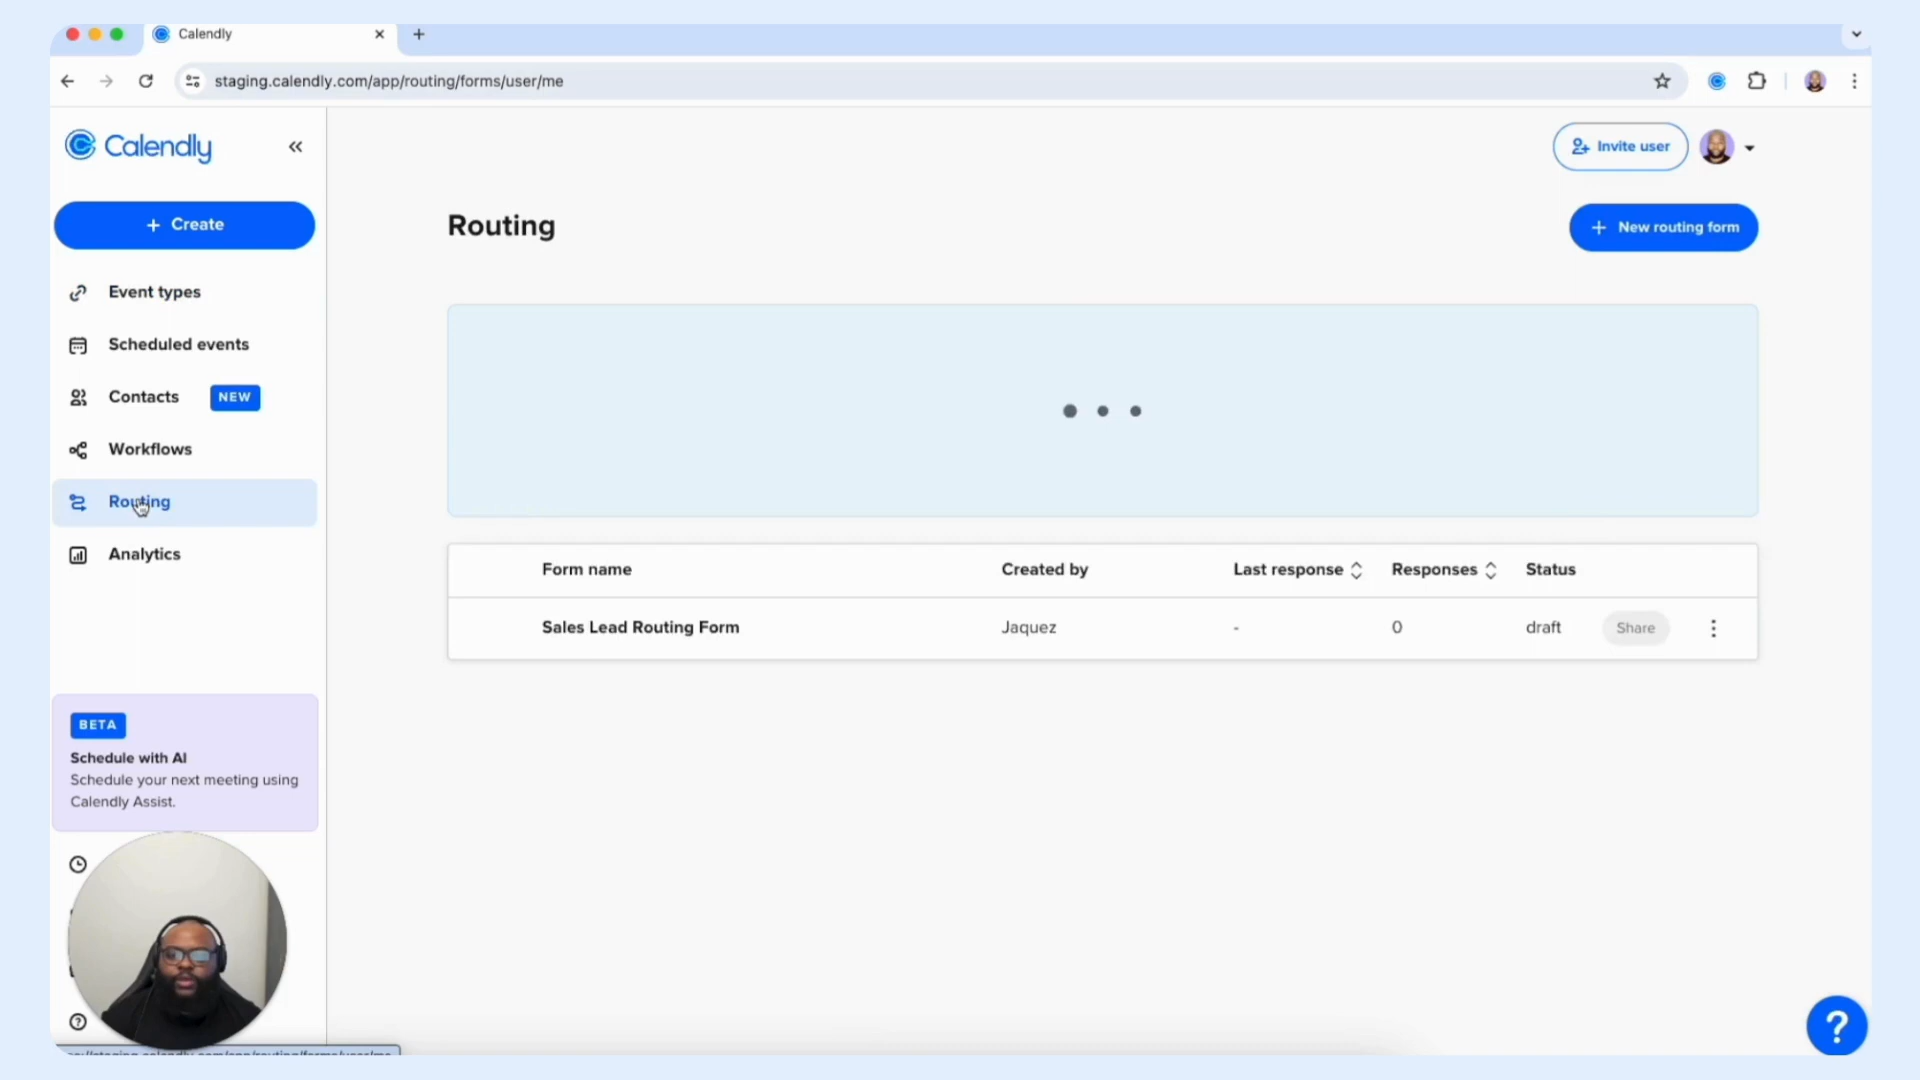 Calendly
staging.calendly.com/app/routing/forms/user/me
Calendly
Invite user
+ Create
Routing
+ New routing form
Event types
Scheduled events
Contacts NEW
Workflows
Routing
Analytics
Form name Created by Last response Responses Status
Sales Lead Routing Form Jaquez - 0 draft Share
BETA
Schedule with AI
Schedule your next meeting using
Calendly Assist.
?